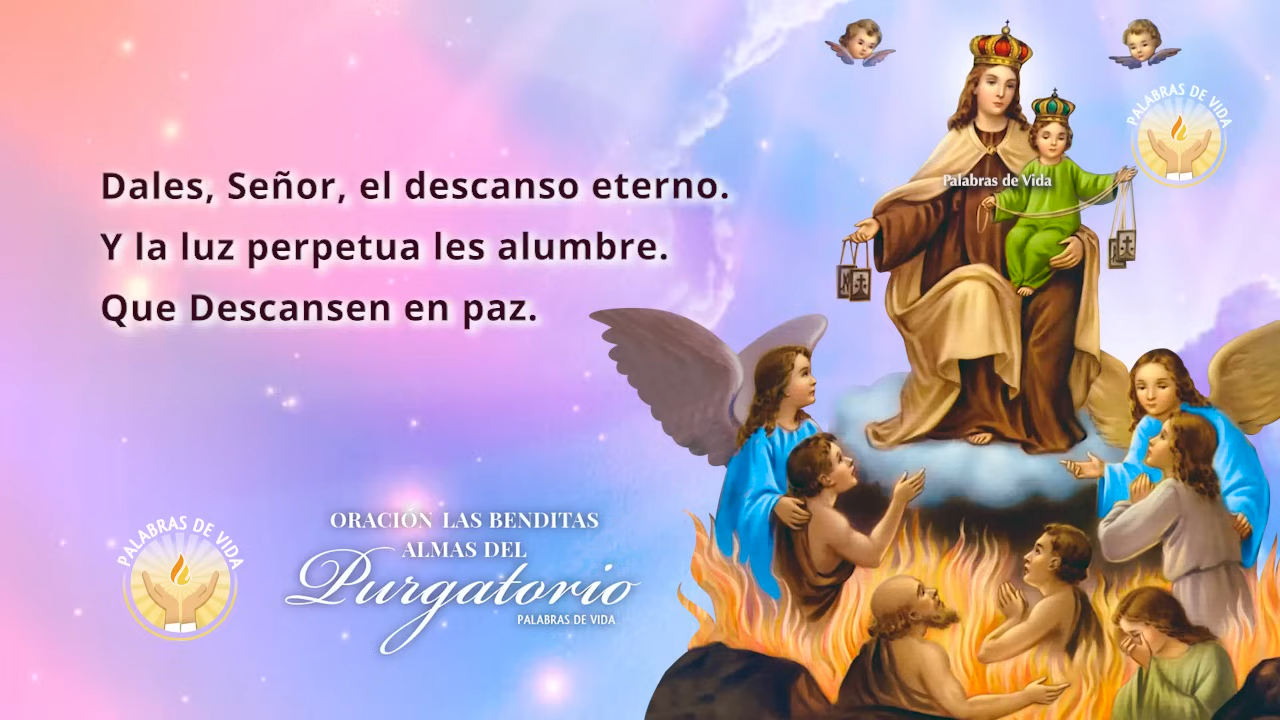 PALABRAS DE VIDA
Palabras de Vida
Dales, Señor, el descanso eterno.
Y la luz perpetua les alumbre.
Que Descansen en paz.
PALABRAS DE VIDA
ORACIÓN LAS BENDITAS
ALMAS DEL
Purgatorio
PALABRAS DE VIDA